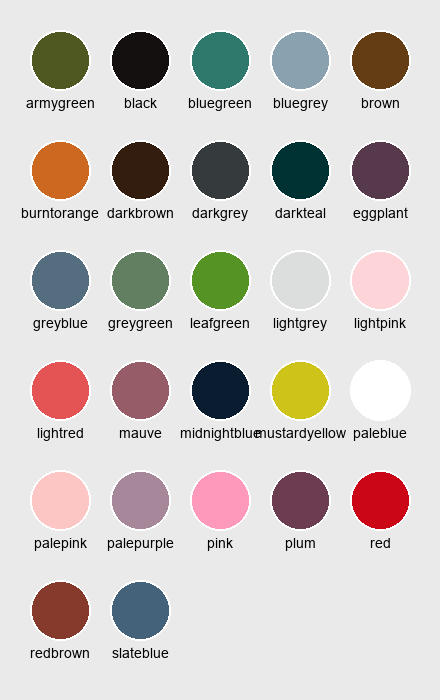 armygreen black bluegreen bluegrey brown
burntorange darkbrown darkgrey darkteal eggplant
greyblue greygreen leafgreen lightgrey lightpink
lightred mauve midnightblue mustardyellow paleblue
palepink palepurple pink plum red
redbrown slateblue